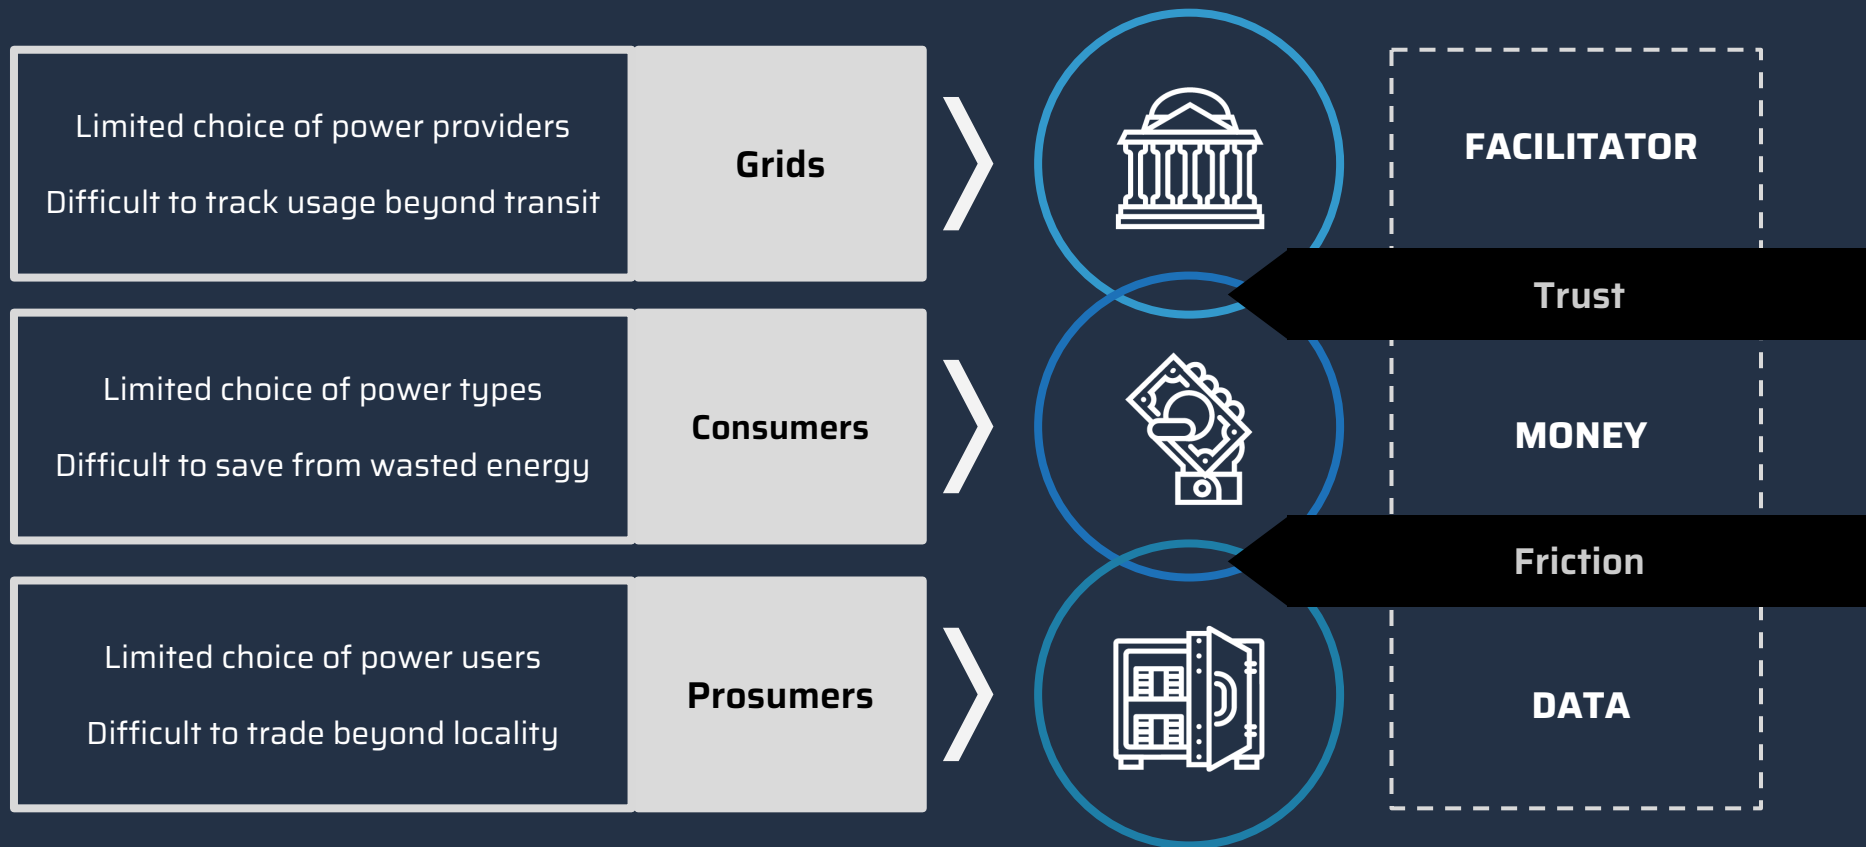 Limited choice of power providers
Difficult to track usage beyond transit
Grids
FACILITATOR
Trust
Limited choice of power types
Difficult to save from wasted energy
Consumers
MONEY
Friction
Limited choice of power users
Difficult to trade beyond locality
Prosumers
DATA